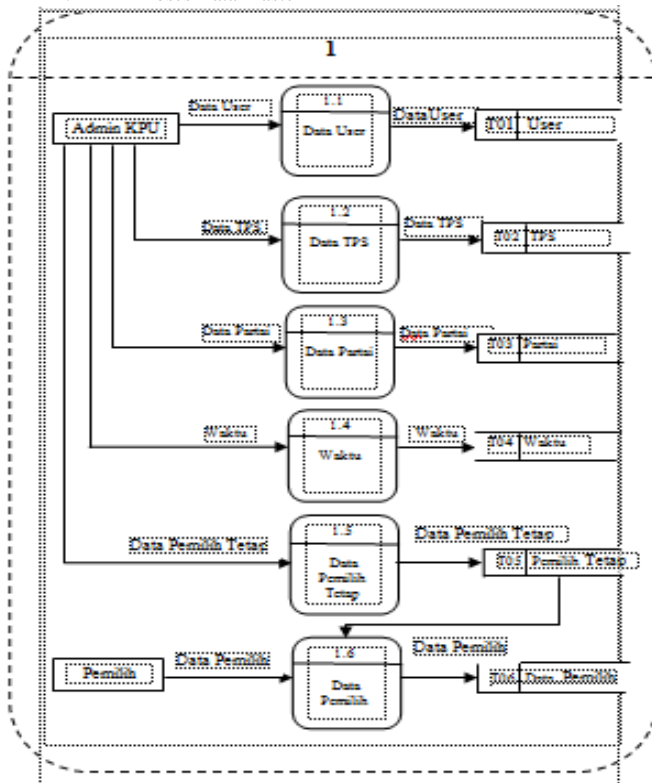 1
Data User
1.1
Data User
Data User
T01 User
Admin KPU
Data TPS
1.2
Data TPS
Data TPS
T02 TPS
Data Partai
1.3
Data Partai
Data Partai
T03 Partai
Waktu
1.4
Waktu
Waktu
T04 Waktu
Data Pemilih Tetap
1.5
Data
Pemilih
Tetap
Data Pemilih Tetap
T05 Pemilih Tetap
Pemilih
Data Pemilih
1.6
Data
Pemilih
Data Pemilih
T06 Data Pemilih